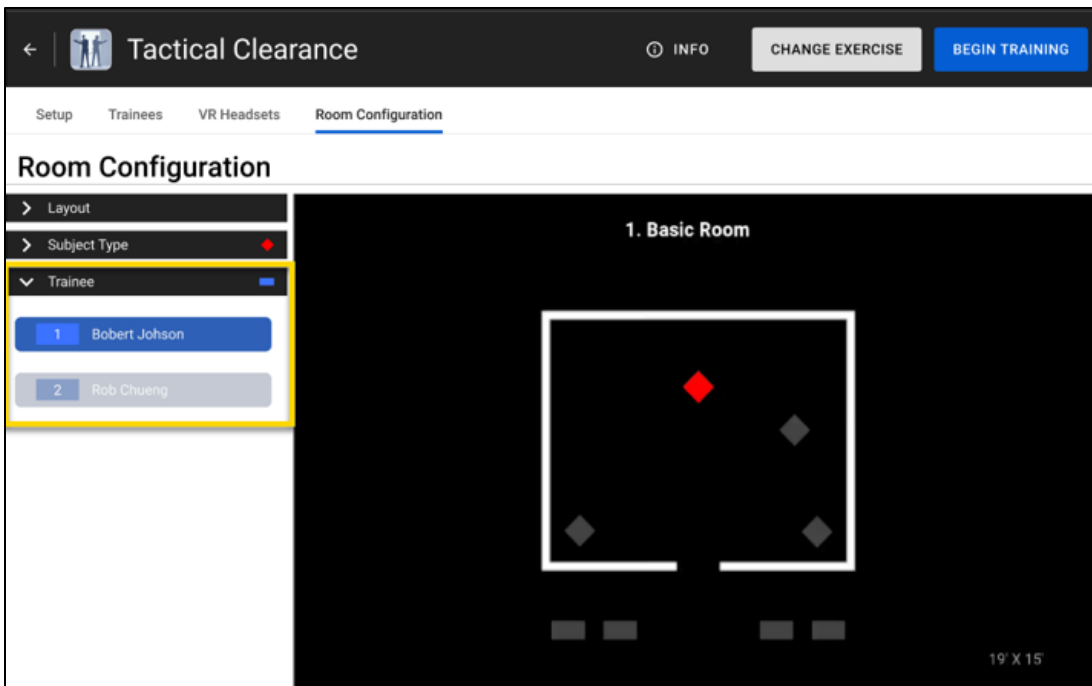 Tactical Clearance
INFO
CHANGE EXERCISE
BEGIN TRAINING
Setup
Trainees
VR Headsets
Room Configuration
Room Configuration
Layout
Subject Type
Trainee
1 Bobert Johson
2 Rob Chueng
1. Basic Room
19' X 15'